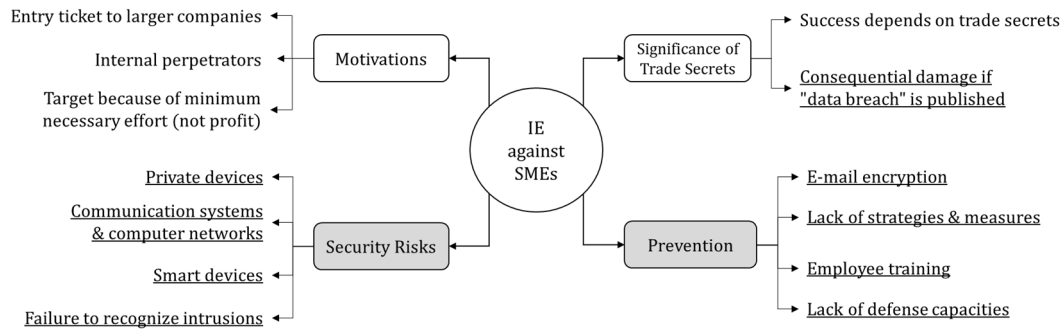 Entry ticket to larger companies
Internal perpetrators
Target because of minimum
necessary effort (not profit)
Motivations
Significance of
Trade Secrets
Success depends on trade secrets
Consequential damage if
"data breach" is published
IE
against
SMEs
Private devices
Communication systems
& computer networks
Smart devices
Failure to recognize intrusions
Security Risks
Prevention
E-mail encryption
Lack of strategies & measures
Employee training
Lack of defense capacities